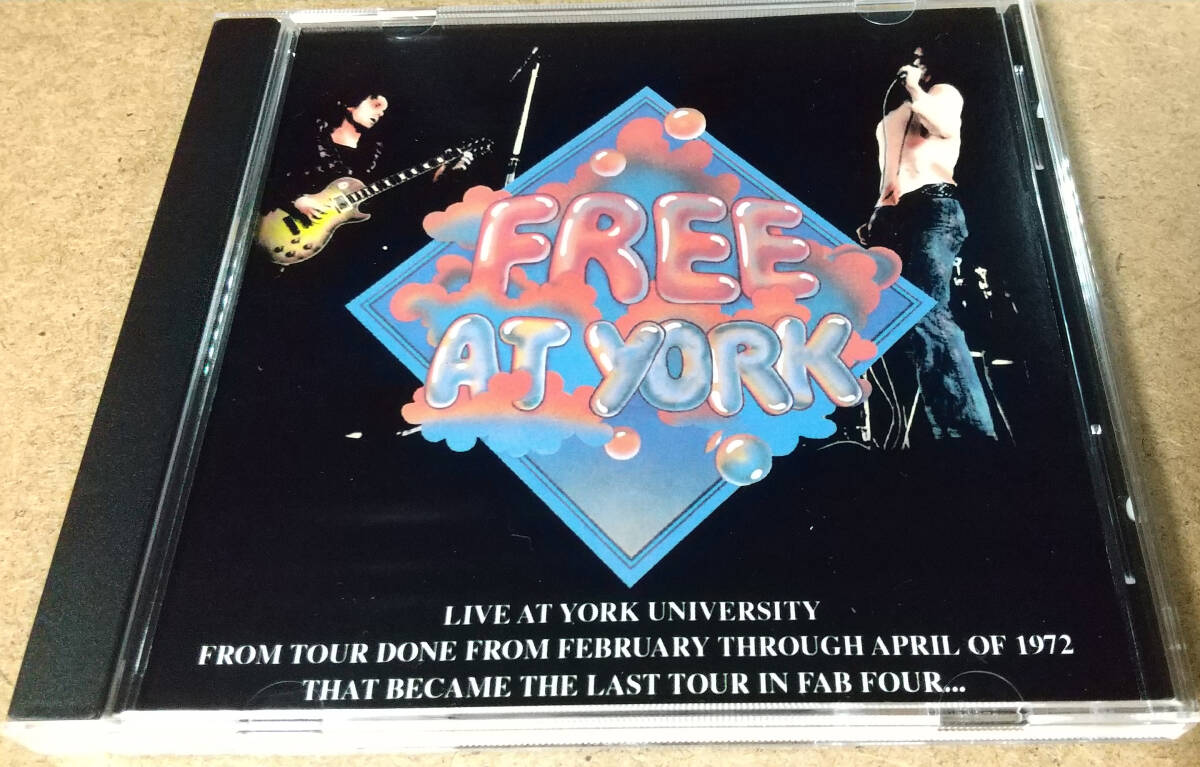 FREE
AT YORK
LIVE AT YORK UNIVERSITY
FROM TOUR DONE FROM FEBRUARY THROUGH APRIL OF 1972
THAT BECAME THE LAST TOUR IN FAB FOUR...